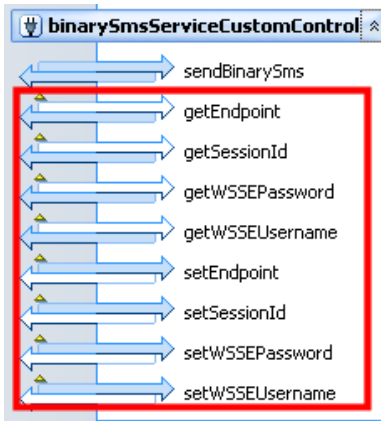 binarySmsServiceCustomControl
sendBinarySms
getEndpoint
getSessionId
getWSSEPassword
getWSSEUsername
setEndpoint
setSessionId
setWSSEPassword
setWSSEUsername